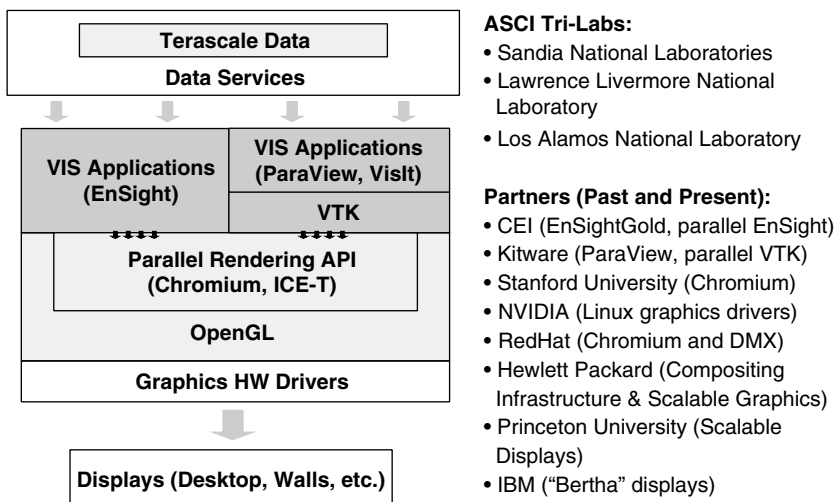 Terascale Data
Data Services
VIS Applications
(EnSight)
VIS Applications
(ParaView, VisIt)
VTK
Parallel Rendering API
(Chromium, ICE-T)
OpenGL
Graphics HW Drivers
Displays (Desktop, Walls, etc.)
ASCI Tri-Labs:
• Sandia National Laboratories
• Lawrence Livermore National
Laboratory
• Los Alamos National Laboratory
Partners (Past and Present):
• CEI (EnSightGold, parallel EnSight)
• Kitware (ParaView, parallel VTK)
• Stanford University (Chromium)
• NVIDIA (Linux graphics drivers)
• RedHat (Chromium and DMX)
• Hewlett Packard (Compositing
Infrastructure & Scalable Graphics)
• Princeton University (Scalable
Displays)
• IBM (“Bertha” displays)